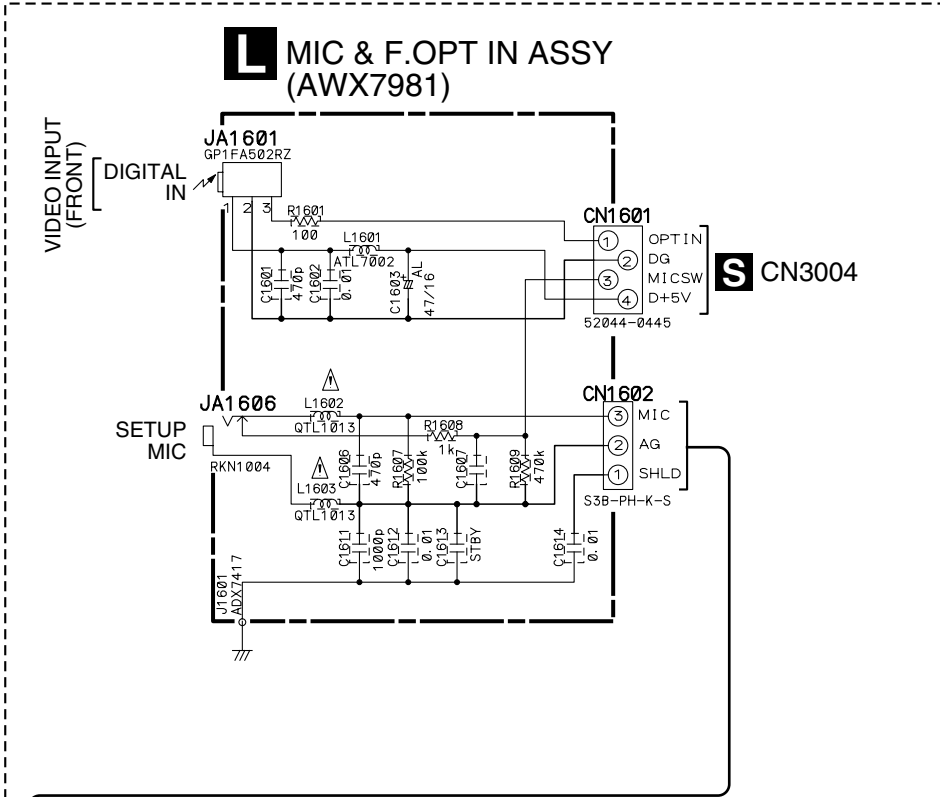 L MIC & F.OPT IN ASSY
(AWX7981)
VIDEO INPUT
(FRONT)
DIGITAL
IN
JA1601
GP1FA502RZ
1 2 3
R1601
100
L1601
ATL7002
C1601
470p
C1602
0.01
C1603
+
AL
47/16
CN1601
1 OPTIN
2 DG
3 MICSW
4 D+5V
52044-0445
S CN3004
SETUP
MIC
JA1606
RKN1004
L1602
QTL1013
L1603
QTL1013
C1606
470p
R1607
100k
R1608
1k
C1607
R1609
470k
CN1602
3 MIC
2 AG
1 SHLD
S3B-PH-K-S
C1611
1000p
C1612
0.01
C1613
STBY
C1614
0.01
J1601
ADX7417